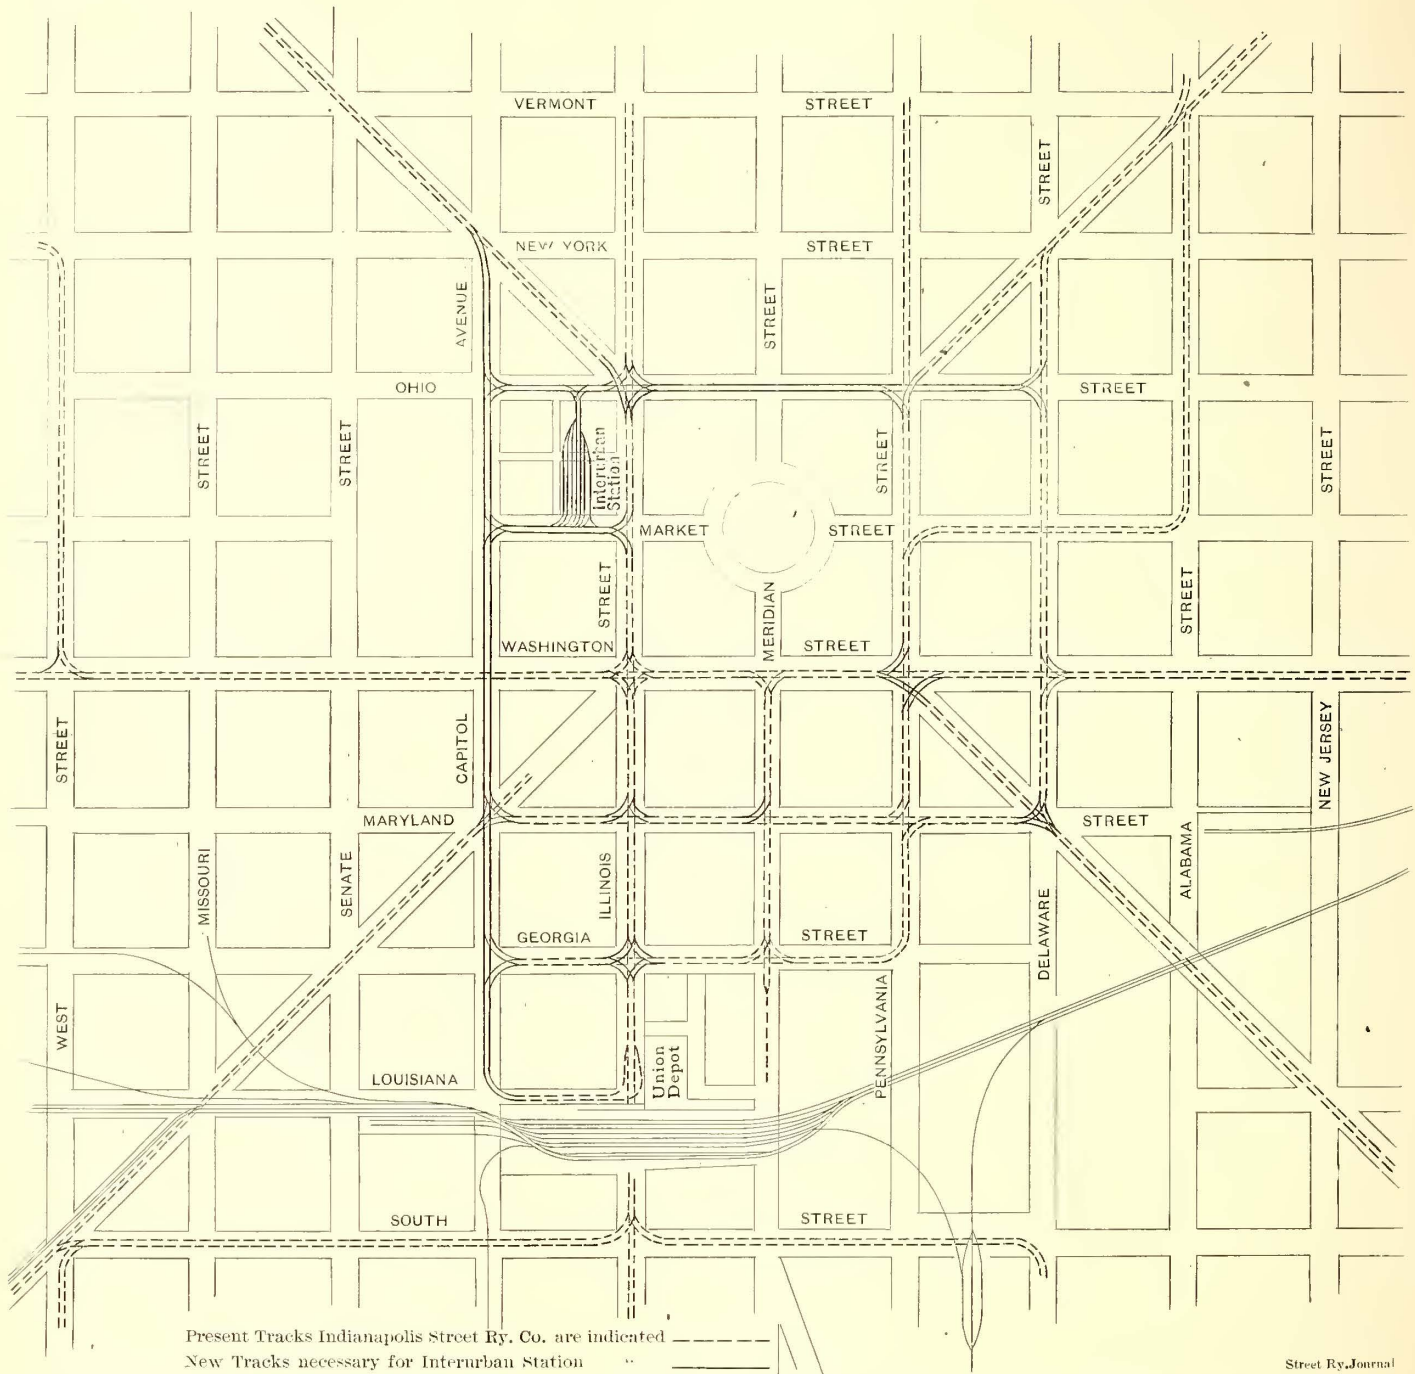 VERMONT STREET
STREET
NEW YORK STREET
AVENUE
STREET
OHIO STREET
STREET
STREET
Interurban
Station
STREET
STREET
MARKET STREET
STREET
MERIDIAN
STREET
WASHINGTON STREET
STREET
CAPITOL
NEW JERSEY
MARYLAND STREET
MISSOURI
SENATE
ILLINOIS
ALABAMA
GEORGIA STREET
DELAWARE
WEST
PENNSYLVANIA
Union
Depot
LOUISIANA
SOUTH STREET
Present Tracks Indianapolis Street Ry. Co. are indicated
New Tracks necessary for Interurban Station "
Street Ry. Journal